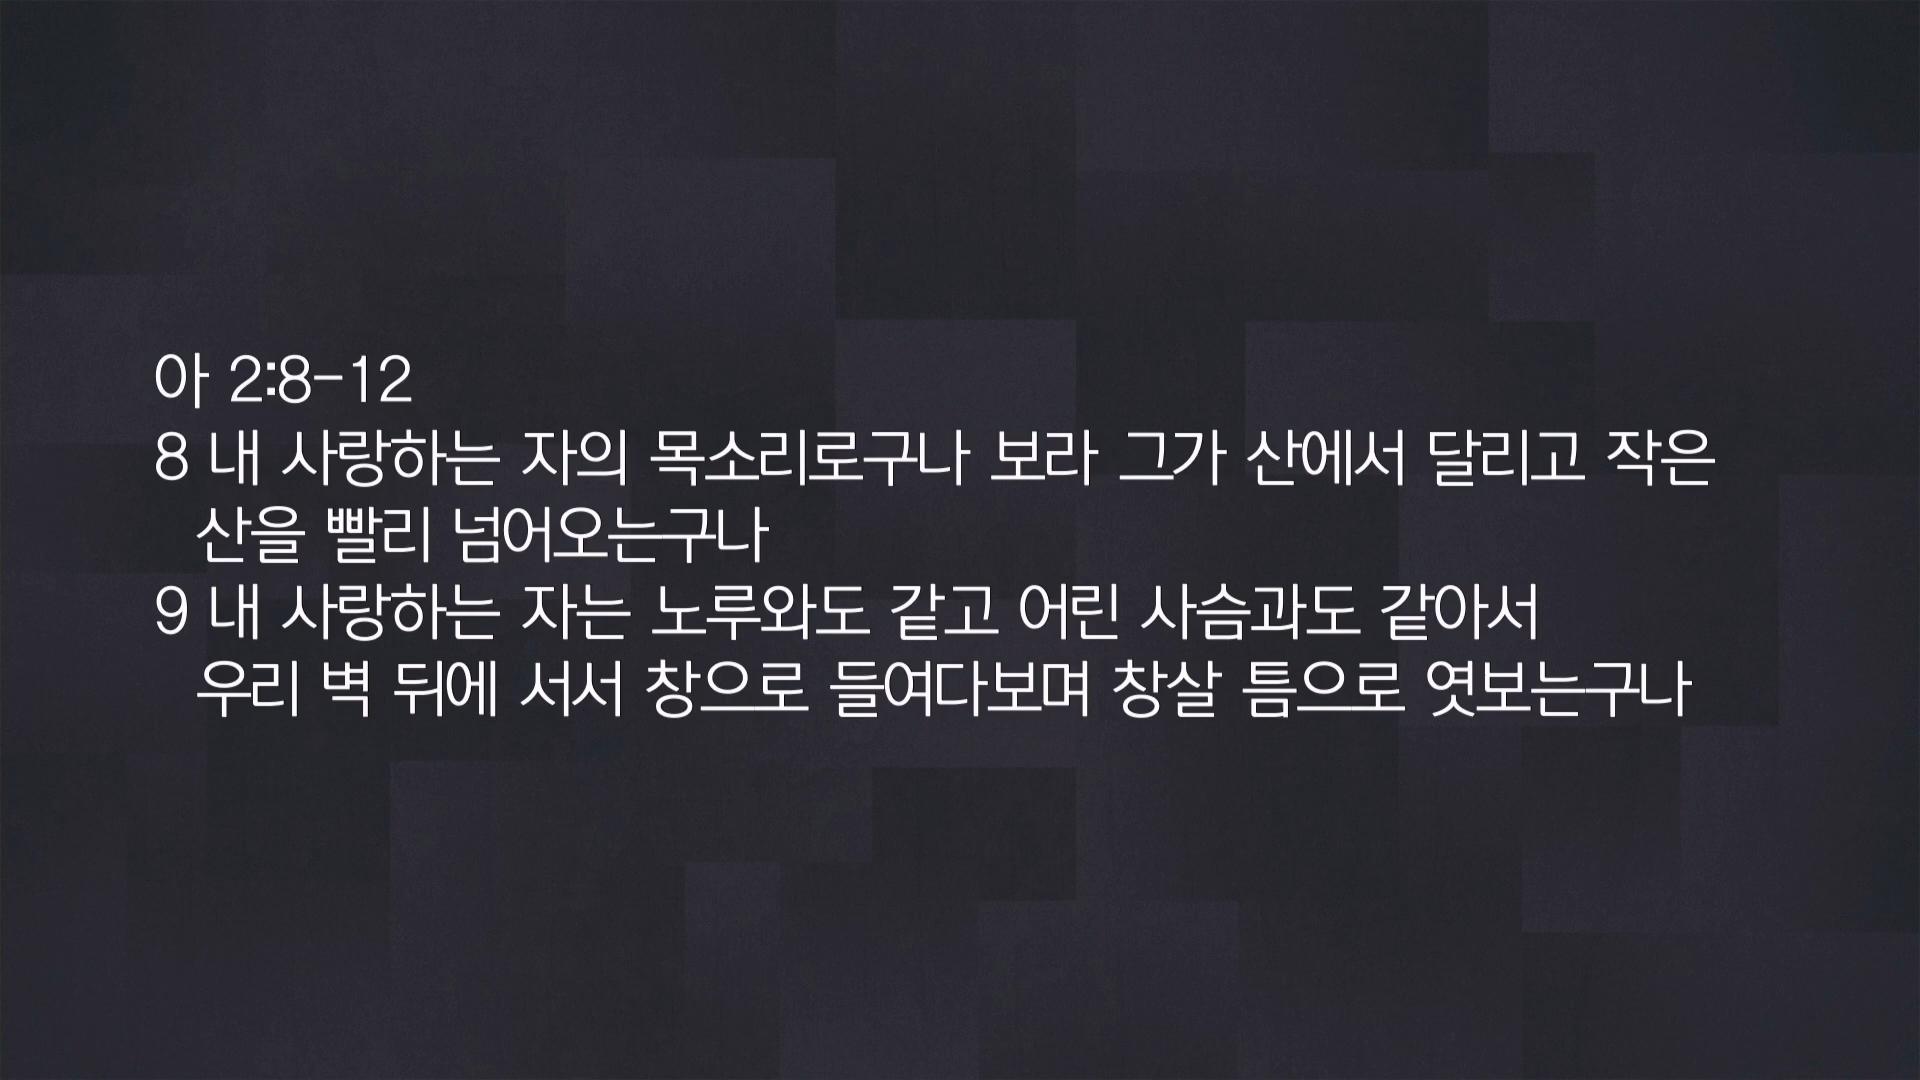 아 2:8-12
8 내 사랑하는 자의 목소리로구나 보라 그가 산에서 달리고 작은
산을 빨리 넘어오는구나
9 내 사랑하는 자는 노루와도 같고 어린 사슴과도 같아서
우리 벽 뒤에 서서 창으로 들여다보며 창살 틈으로 엿보는구나